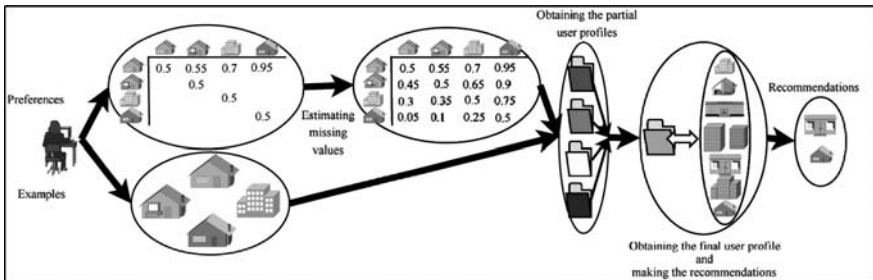 Obtaining the partial
user profiles
Preferences
0.5 0.55 0.7 0.95
0.5
0.5
0.5
Estimating
missing
values
0.5 0.55 0.7 0.95
0.45 0.5 0.65 0.9
0.3 0.35 0.5 0.75
0.05 0.1 0.25 0.5
Recommendations
Examples
Obtaining the final user profile
and
making the recommendations